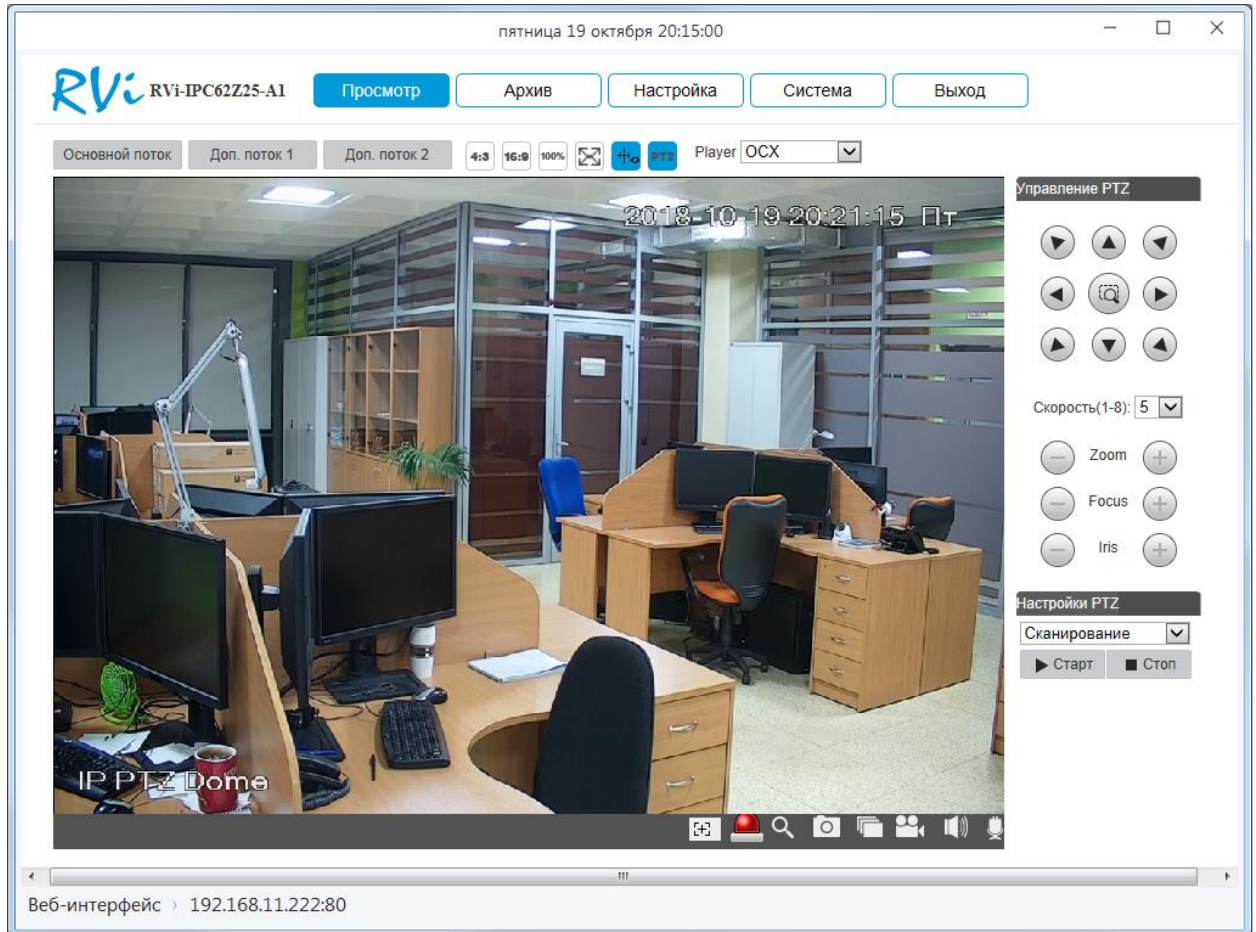 пятница 19 октября 20:15:00
RVi RVi-IPC62Z25-A1 Просмотр Архив Настройка Система Выход
Основной поток Доп. поток 1 Доп. поток 2 4:3 16:9 100% PTZ Player OCX
Управление PTZ
2018-10-19 20:21:15 Пт
Скорость(1-8): 5
Zoom
Focus
Iris
Настройки PTZ
Сканирование
Старт Стоп
IP PTZ Dome
Веб-интерфейс › 192.168.11.222:80